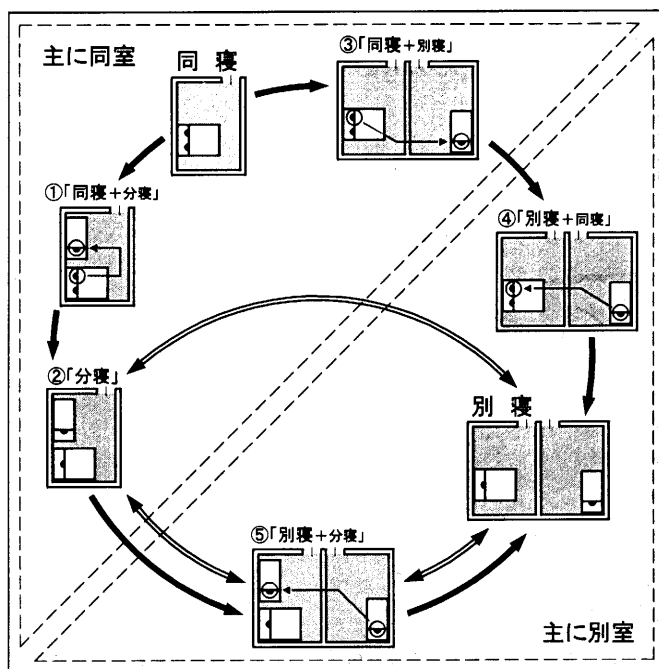 主に同室
同寝
③「同寝+別寝」
①「同寝+分寝」
④「別寝+同寝」
②「分寝」
別寝
⑤「別寝+分寝」
主に別室